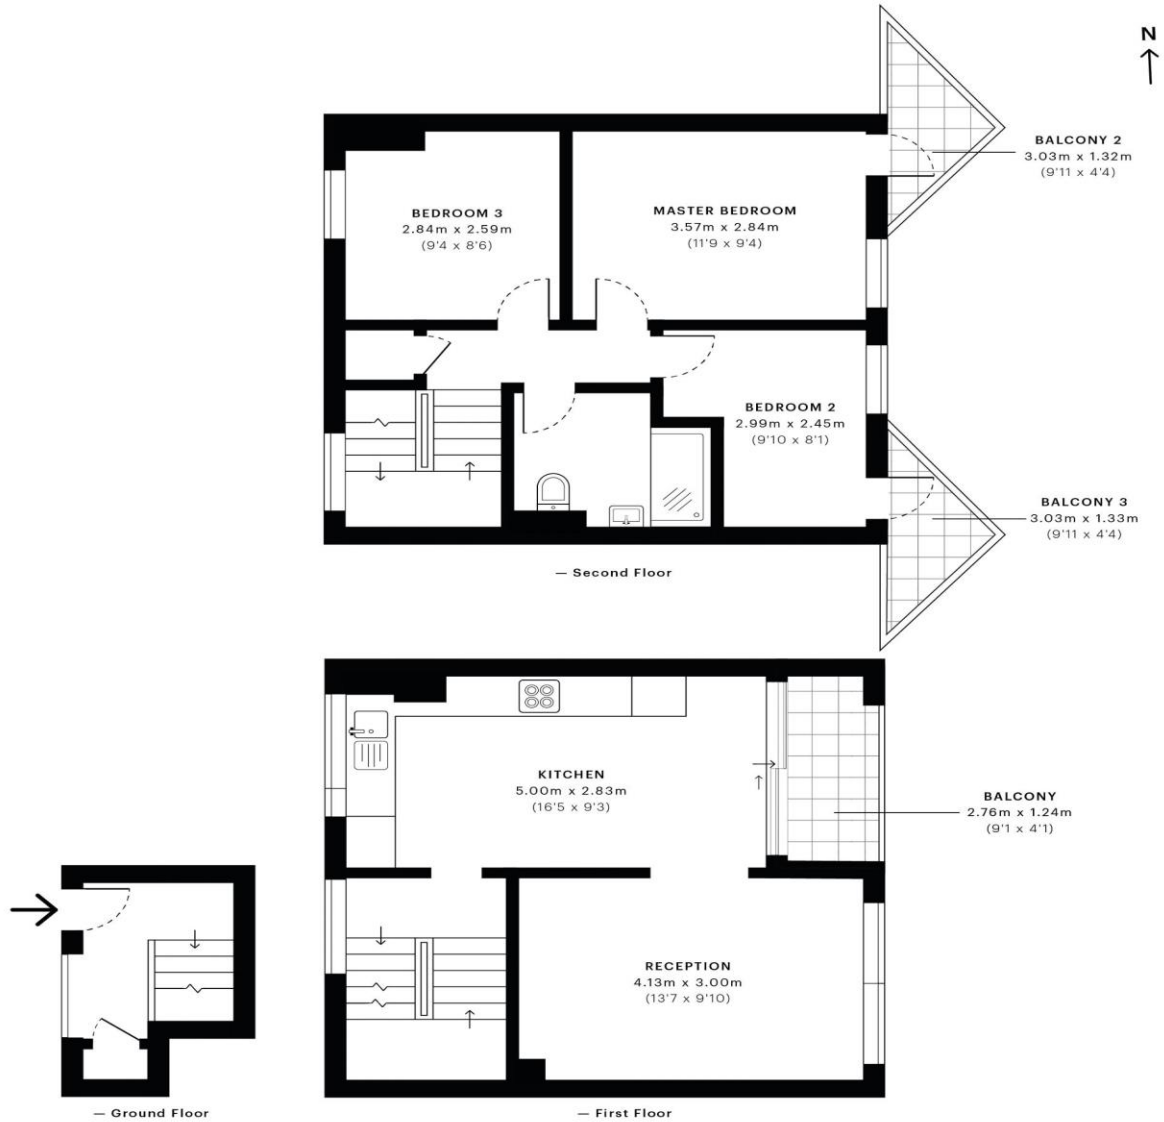 N
BALCONY 2
3.03m x 1.32m
(9'11 x 4'4)
BEDROOM 3
2.84m x 2.59m
(9'4 x 8'6)
MASTER BEDROOM
3.57m x 2.84m
(11'9 x 9'4)
BEDROOM 2
2.99m x 2.45m
(9'10 x 8'1)
BALCONY 3
3.03m x 1.33m
(9'11 x 4'4)
— Second Floor
KITCHEN
5.00m x 2.83m
(16'5 x 9'3)
BALCONY
2.76m x 1.24m
(9'1 x 4'1)
RECEPTION
4.13m x 3.00m
(13'7 x 9'10)
— Ground Floor
— First Floor